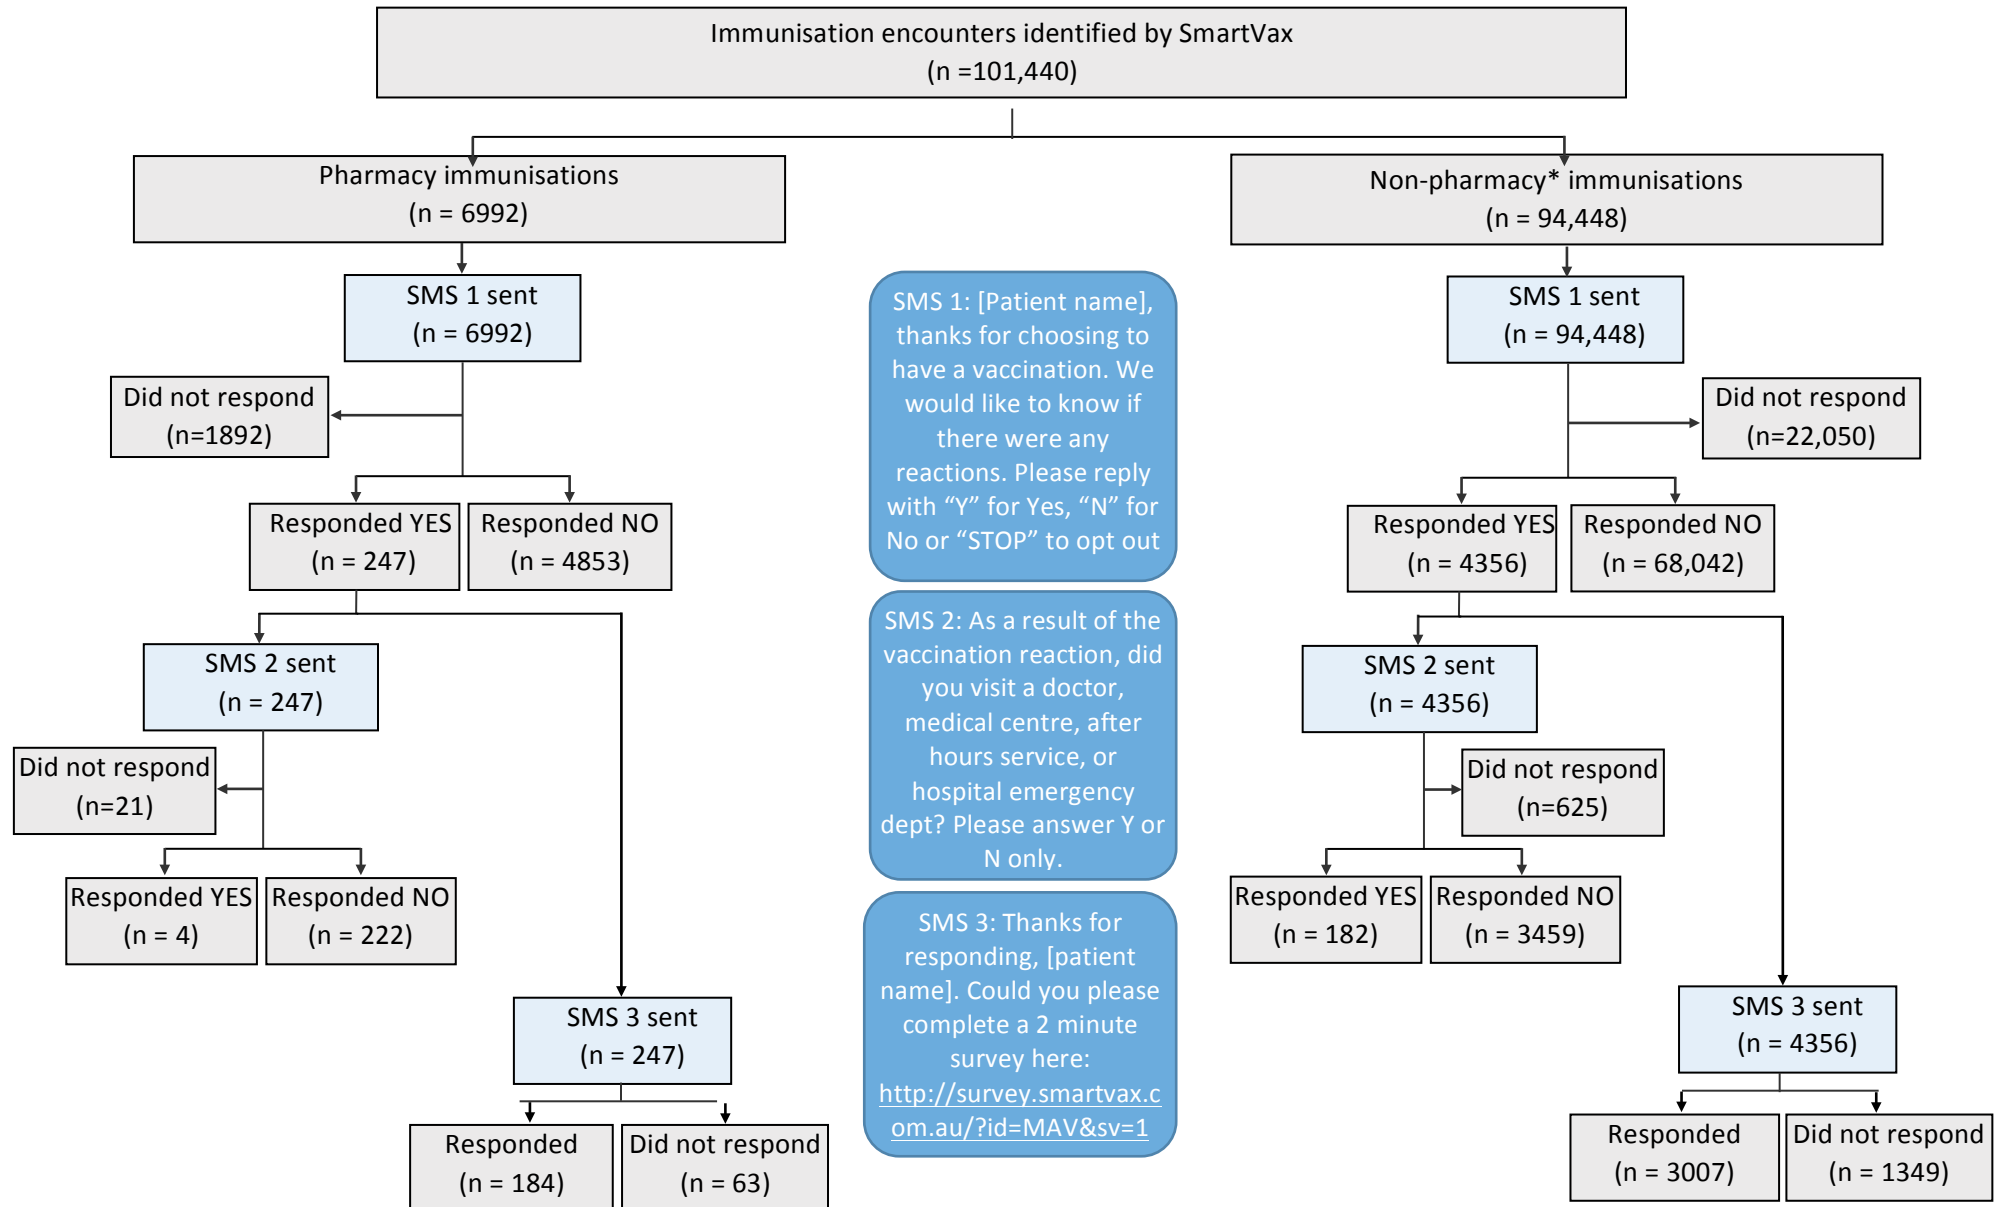 Immunisation encounters identified by SmartVax
(n =101,440)
Pharmacy immunisations
(n = 6992)
Non-pharmacy* immunisations
(n = 94,448)
SMS 1 sent
(n = 6992)
SMS 1 sent
(n = 94,448)
Did not respond
(n=1892)
Did not respond
(n=22,050)
Responded YES
(n = 247)
Responded NO
(n = 4853)
Responded YES
(n = 4356)
Responded NO
(n = 68,042)
SMS 2 sent
(n = 247)
SMS 2 sent
(n = 4356)
Did not respond
(n=21)
Did not respond
(n=625)
Responded YES
(n = 4)
Responded NO
(n = 222)
Responded YES
(n = 182)
Responded NO
(n = 3459)
SMS 3 sent
(n = 247)
SMS 3 sent
(n = 4356)
Responded
(n = 184)
Did not respond
(n = 63)
Responded
(n = 3007)
Did not respond
(n = 1349)
SMS 1: [Patient name],
thanks for choosing to
have a vaccination. We
would like to know if
there were any
reactions. Please reply
with “Y” for Yes, “N” for
No or “STOP” to opt out
SMS 2: As a result of the
vaccination reaction, did
you visit a doctor,
medical centre, after
hours service, or
hospital emergency
dept? Please answer Y or
N only.
SMS 3: Thanks for
responding, [patient
name]. Could you please
complete a 2 minute
survey here:
http://survey.smartvax.c
om.au/?id=MAV&sv=1